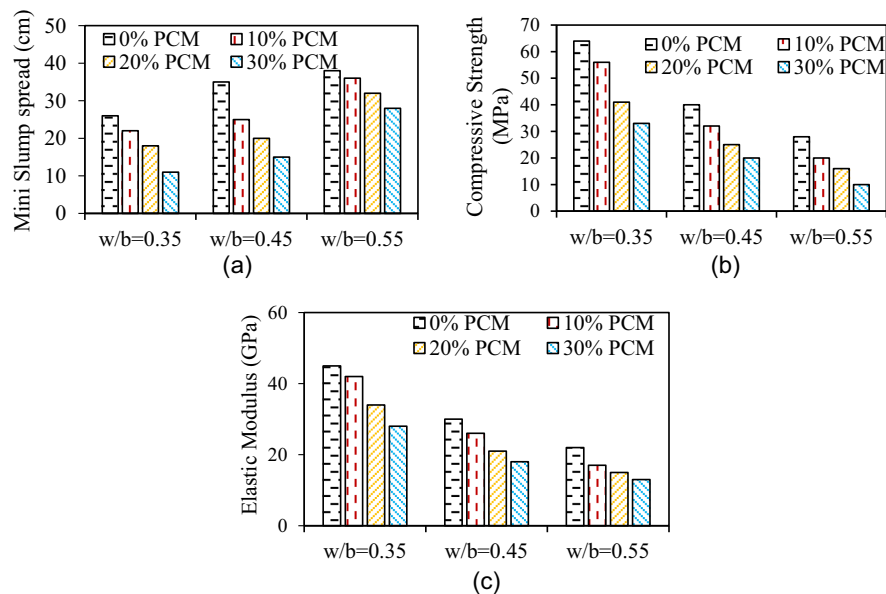 Mini Slump spread (cm)
50
40
30
20
10
0
0% PCM 10% PCM
20% PCM 30% PCM
w/b=0.35 w/b=0.45 w/b=0.55
(a)
Compressive Strength
(MPa)
70
60
50
40
30
20
10
0
0% PCM 10% PCM
20% PCM 30% PCM
w/b=0.35 w/b=0.45 w/b=0.55
(b)
Elastic Modulus (GPa)
60
40
20
0
0% PCM 10% PCM
20% PCM 30% PCM
w/b=0.35 w/b=0.45 w/b=0.55
(c)